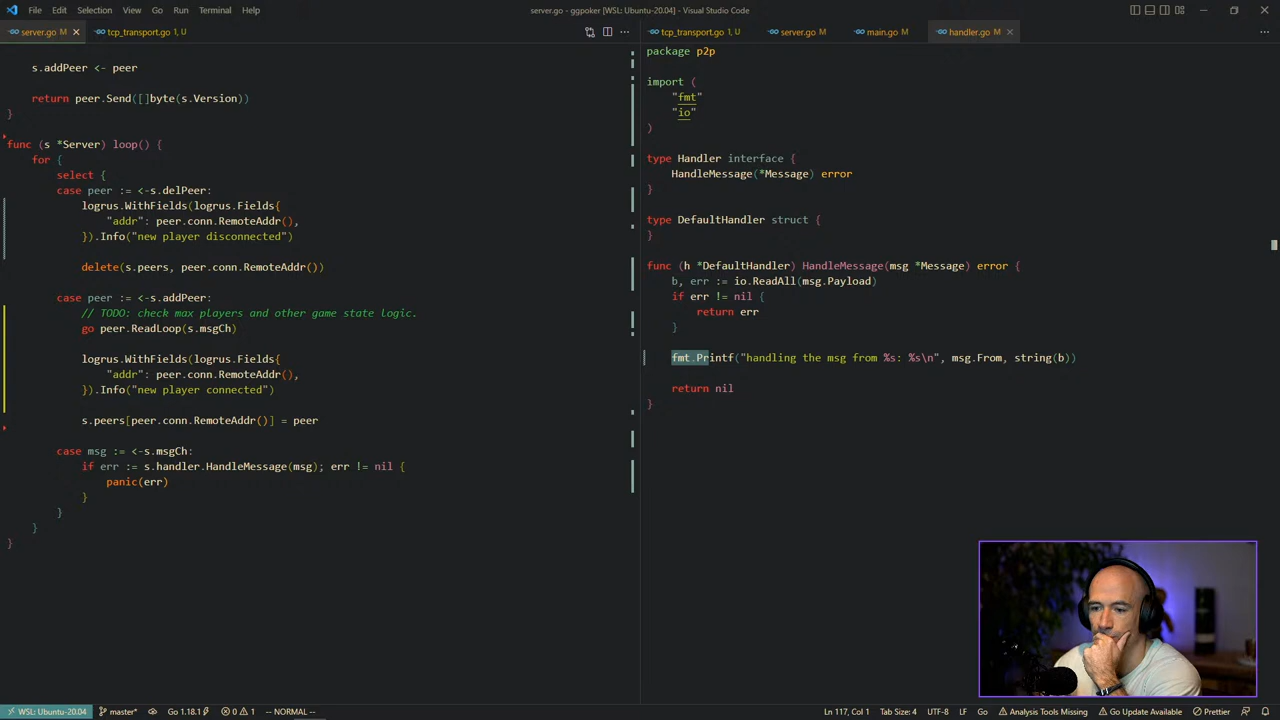 File Edit Selection View Go Run Terminal Help
server.go - ggpoker [WSL: Ubuntu-20.04] - Visual Studio Code
server.go M
tcp_transport.go 1, U
s.addPeer <- peer
return peer.Send([]byte(s.Version))
}
func (s *Server) loop() {
for {
select {
case peer := <-s.delPeer:
logrus.WithFields(logrus.Fields{
"addr": peer.conn.RemoteAddr(),
}).Info("new player disconnected")
delete(s.peers, peer.conn.RemoteAddr())
case peer := <-s.addPeer:
// TODO: check max players and other game state logic.
go peer.ReadLoop(s.msgCh)
logrus.WithFields(logrus.Fields{
"addr": peer.conn.RemoteAddr(),
}).Info("new player connected")
s.peers[peer.conn.RemoteAddr()] = peer
case msg := <-s.msgCh:
if err := s.handler.HandleMessage(msg); err != nil {
panic(err)
}
}
}
}
tcp_transport.go 1, U
server.go M
main.go M
handler.go
package p2p
import (
"fmt"
"io"
)
type Handler interface {
HandleMessage(*Message) error
}
type DefaultHandler struct {
}
func (h *DefaultHandler) HandleMessage(msg *Message) error {
b, err := io.ReadAll(msg.Payload)
if err != nil {
return err
}
fmt.Printf("handling the msg from %s: %s\n", msg.From, string(b))
return nil
}
WSL: Ubuntu-20.04 master* Go 1.18.1 0 1 -- NORMAL -- Ln 117, Col 1 Tab Size: 4 UTF-8 LF Go Analysis Tools Missing Go Update Available Prettier